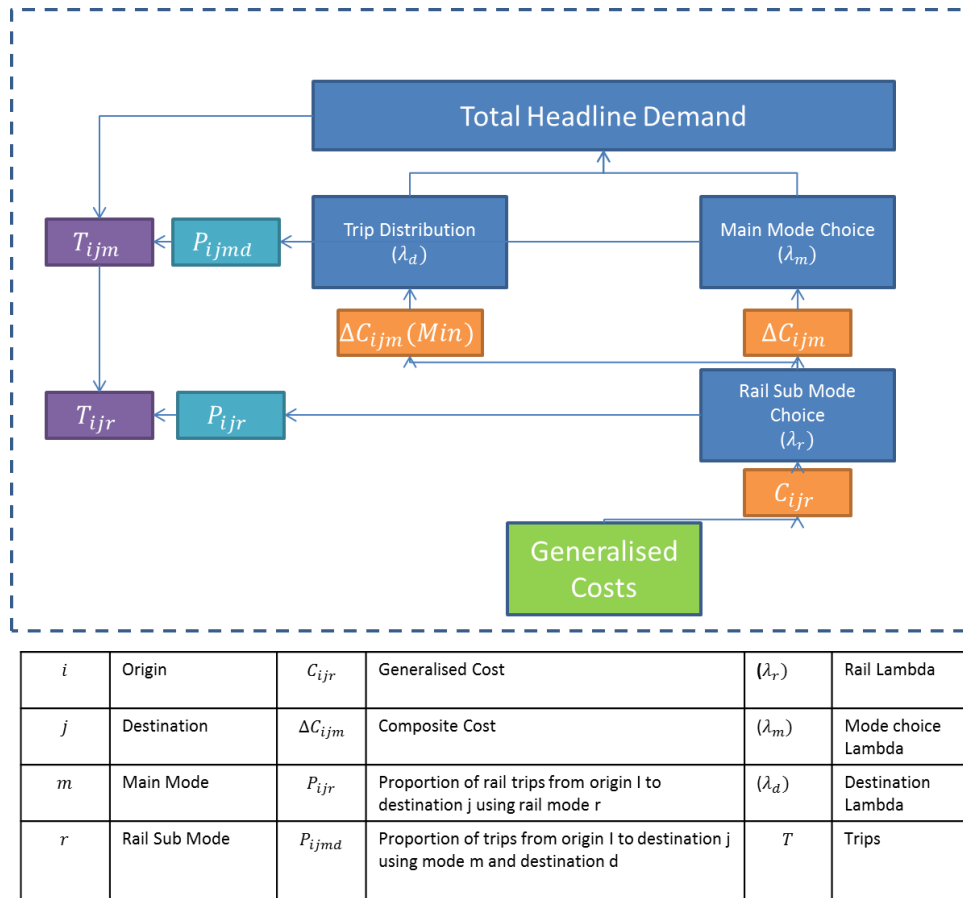 Total Headline Demand
Trip Distribution
(λ_d)
Main Mode Choice
(λ_m)
T_ijm
P_ijmd
ΔC_ijm(Min)
ΔC_ijm
Rail Sub Mode
Choice
(λ_r)
T_ijr
P_ijr
C_ijr
Generalised
Costs
i Origin C_ijr Generalised Cost (λ_r) Rail Lambda
j Destination ΔC_ijm Composite Cost (λ_m) Mode choice
Lambda
m Main Mode P_ijr Proportion of rail trips from origin I to (λ_d) Destination
destination j using rail mode r Lambda
r Rail Sub Mode P_ijmd Proportion of trips from origin I to destination j T Trips
using mode m and destination d